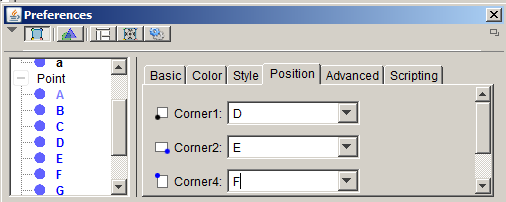 Preferences
a
Point
A
B
C
D
E
F
G
Basic Color Style Position Advanced Scripting
Corner1: D
Corner2: E
Corner4: F